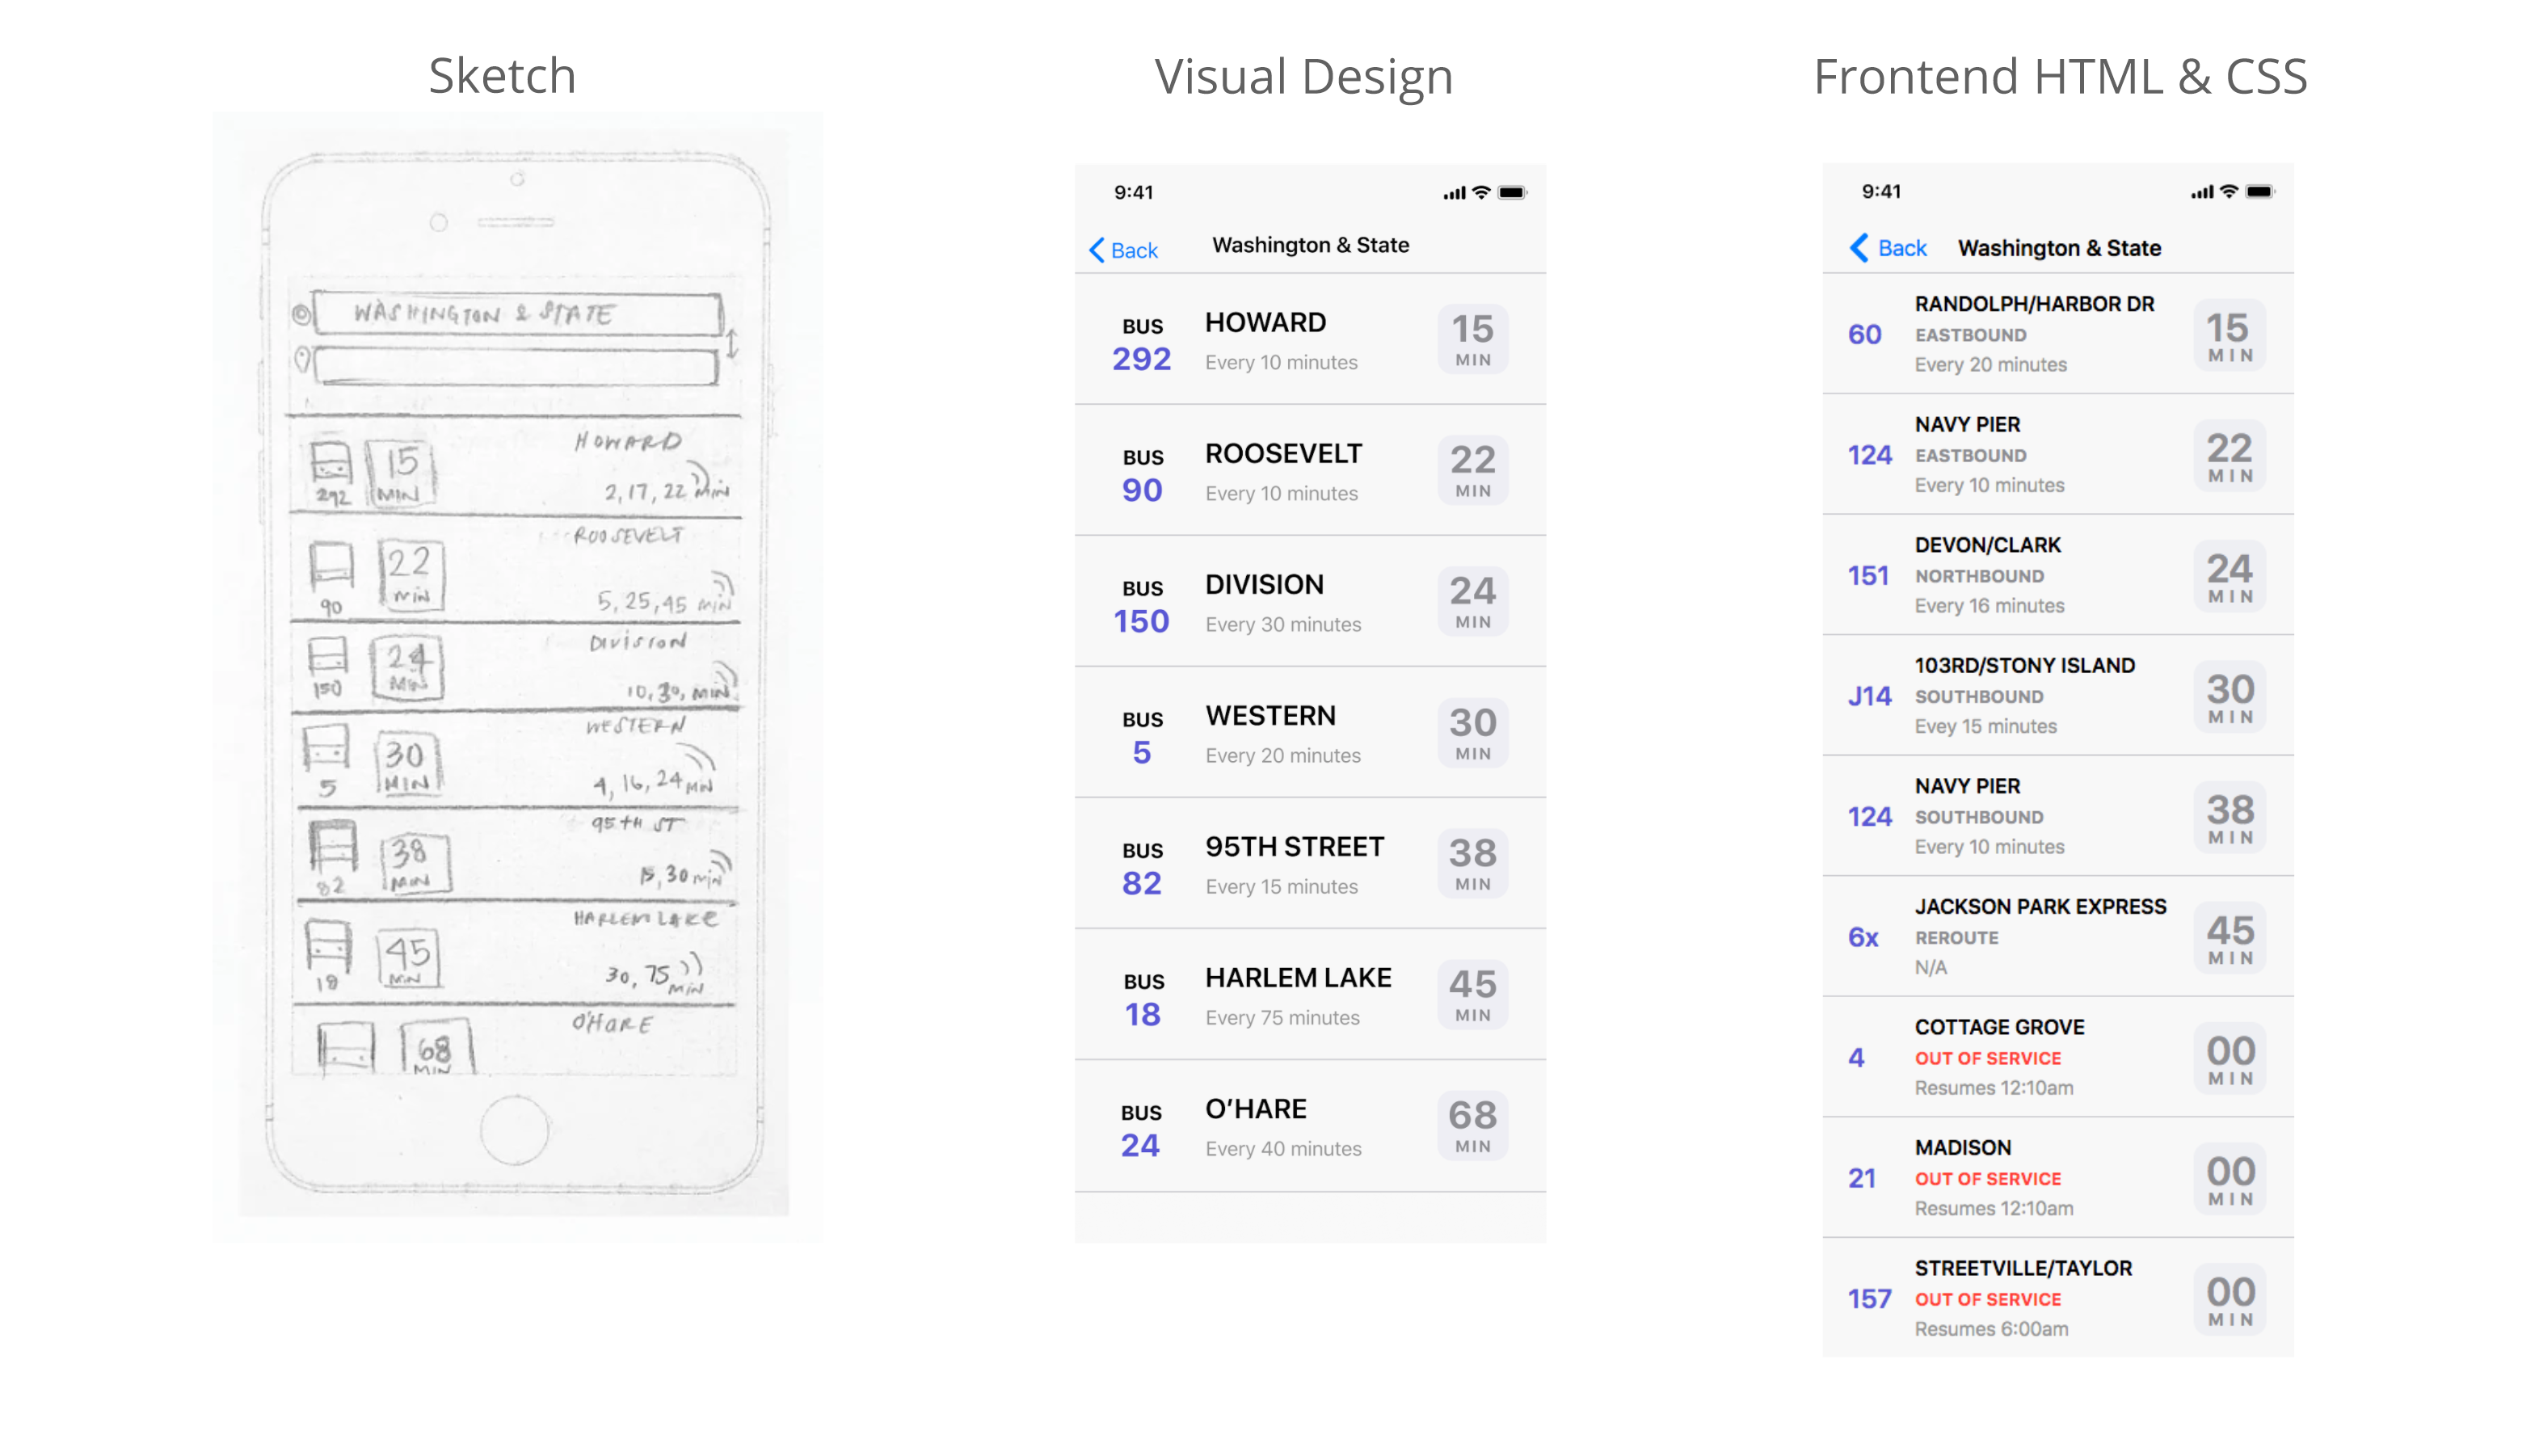 Sketch
WASHINGTON & STATE
HOWARD
15
MIN
292
2, 17, 22 Min
ROOSEVELT
22
MIN
90
5, 25, 45 MIN
DIVISION
24
MIN
150
10, 30, MIN
WESTERN
30
MIN
5
4, 16, 24 MIN
95TH ST
38
MIN
82
15, 30 min
HARLEM LAKE
45
MIN
18
30, 75 min
O'HARE
68
MIN
Visual Design
9:41
Back
Washington & State
BUS
292
HOWARD
Every 10 minutes
15
MIN
BUS
90
ROOSEVELT
Every 10 minutes
22
MIN
BUS
150
DIVISION
Every 30 minutes
24
MIN
BUS
5
WESTERN
Every 20 minutes
30
MIN
BUS
82
95TH STREET
Every 15 minutes
38
MIN
BUS
18
HARLEM LAKE
Every 75 minutes
45
MIN
BUS
24
O’HARE
Every 40 minutes
68
MIN
Frontend HTML & CSS
9:41
Back
Washington & State
60
RANDOLPH/HARBOR DR
EASTBOUND
Every 20 minutes
15
MIN
124
NAVY PIER
EASTBOUND
Every 10 minutes
22
MIN
151
DEVON/CLARK
NORTHBOUND
Every 16 minutes
24
MIN
J14
103RD/STONY ISLAND
SOUTHBOUND
Evey 15 minutes
30
MIN
124
NAVY PIER
SOUTHBOUND
Every 10 minutes
38
MIN
6x
JACKSON PARK EXPRESS
REROUTE
N/A
45
MIN
4
COTTAGE GROVE
OUT OF SERVICE
Resumes 12:10am
00
MIN
21
MADISON
OUT OF SERVICE
Resumes 12:10am
00
MIN
157
STREETVILLE/TAYLOR
OUT OF SERVICE
Resumes 6:00am
00
MIN